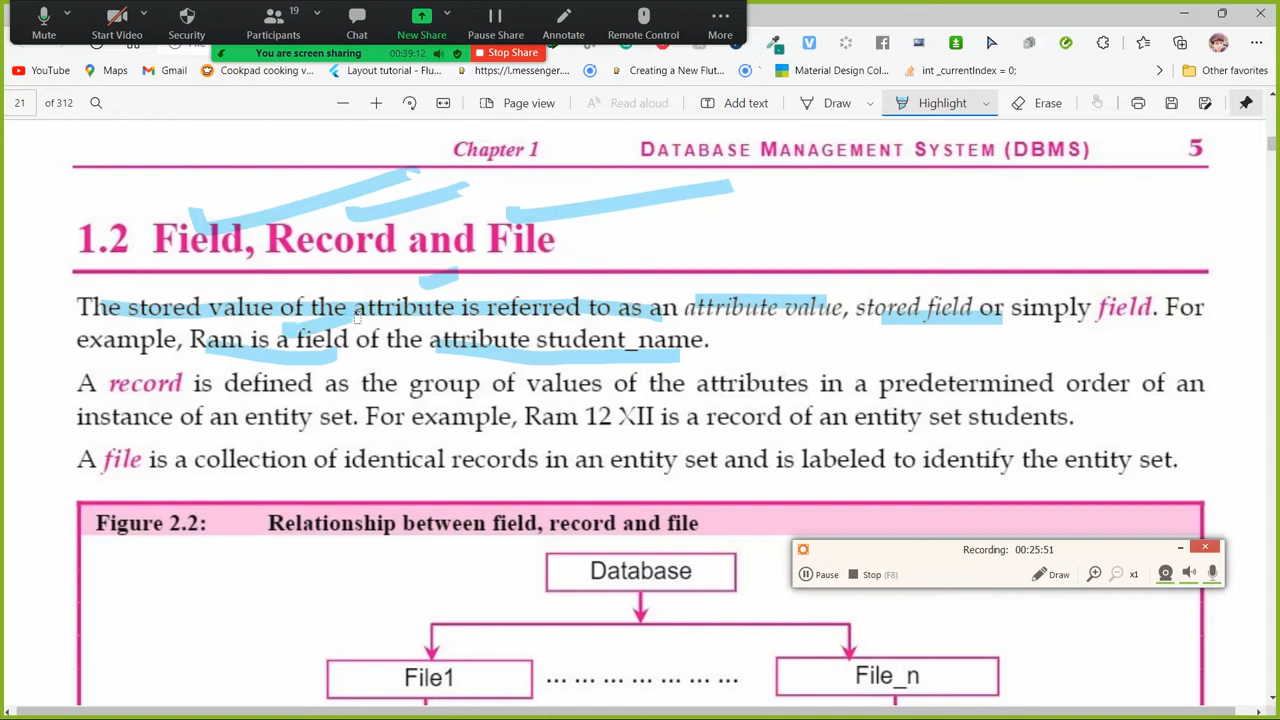 19
Mute
Start Video
Security
Participants
Chat
New Share
Pause Share
Annotate
Remote Control
More
You are screen sharing
39:12
Stop Share
YouTube
Maps
Gmail
Cookpad cooking v...
Layout tutorial - Flu...
https://l.messenger...
Creating a New Flut...
Material Design Col...
int _currentIndex = 0;
Other favorites
21 of 312
Page view
Read aloud
Add text
Draw
Highlight
Erase
Chapter 1 DATABASE MANAGEMENT SYSTEM (DBMS) 5
1.2 Field, Record and File
The stored value of the attribute is referred to as an attribute value, stored field or simply field. For
example, Ram is a field of the attribute student_name.
A record is defined as the group of values of the attributes in a predetermined order of an
instance of an entity set. For example, Ram 12 XII is a record of an entity set students.
A file is a collection of identical records in an entity set and is labeled to identify the entity set.
Figure 2.2: Relationship between field, record and file
Recording: 00:25:51
Pause
Stop (F8)
Draw
x1
Database
File1 ... ... ... ... ... ... File_n